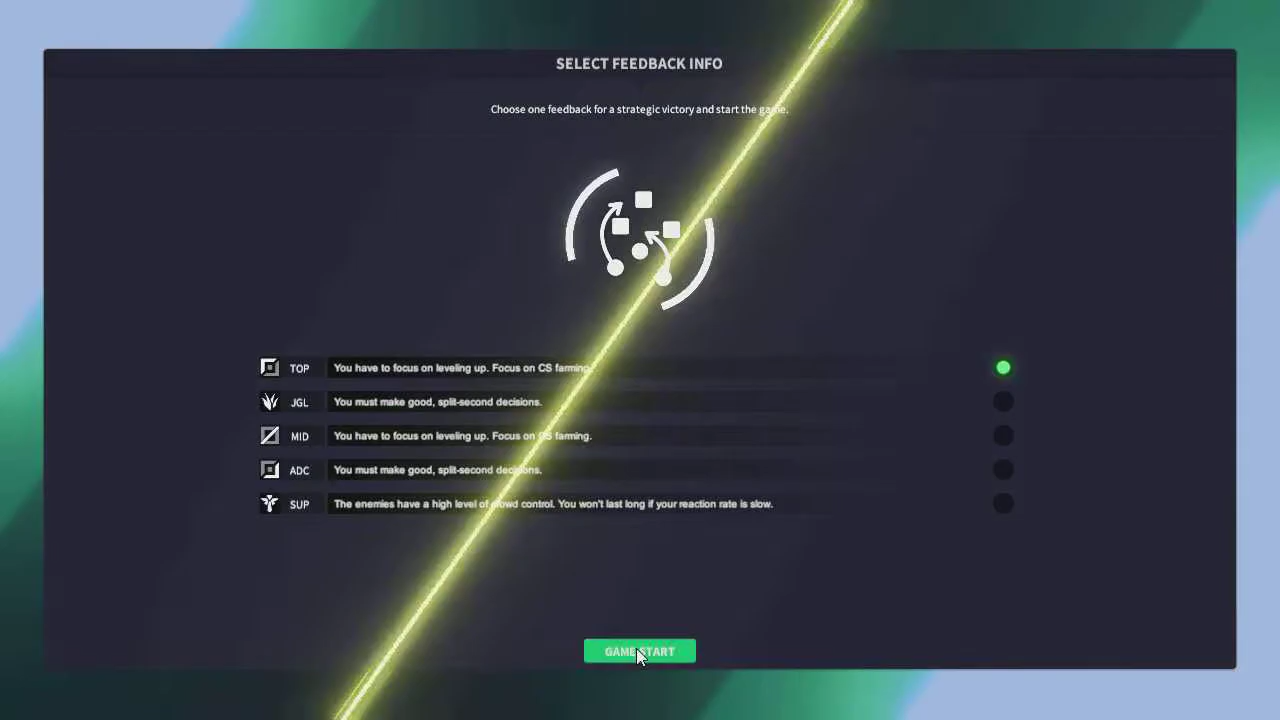 SELECT FEEDBACK INFO
Choose one feedback for a strategic victory and start the game.
TOP You have to focus on leveling up. Focus on CS farming.
JGL You must make good, split-second decisions.
MID You have to focus on leveling up. Focus on CS farming.
ADC You must make good, split-second decisions.
SUP The enemies have a high level of crowd control. You won't last long if your reaction rate is slow.
GAME START